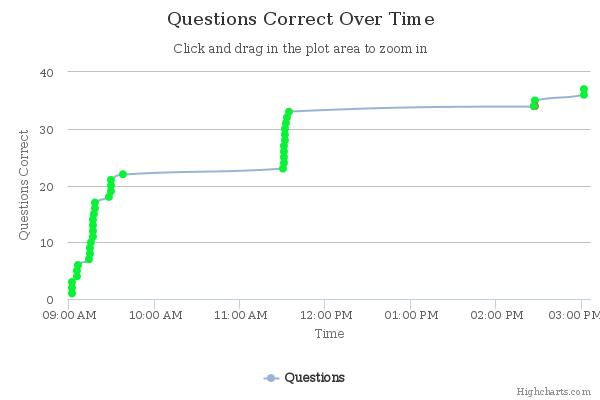 Questions Correct Over Time
Click and drag in the plot area to zoom in
Questions Correct
40
30
20
10
0
09:00 AM 10:00 AM 11:00 AM 12:00 PM 01:00 PM 02:00 PM 03:00 PM
Time
Questions
Highcharts.com